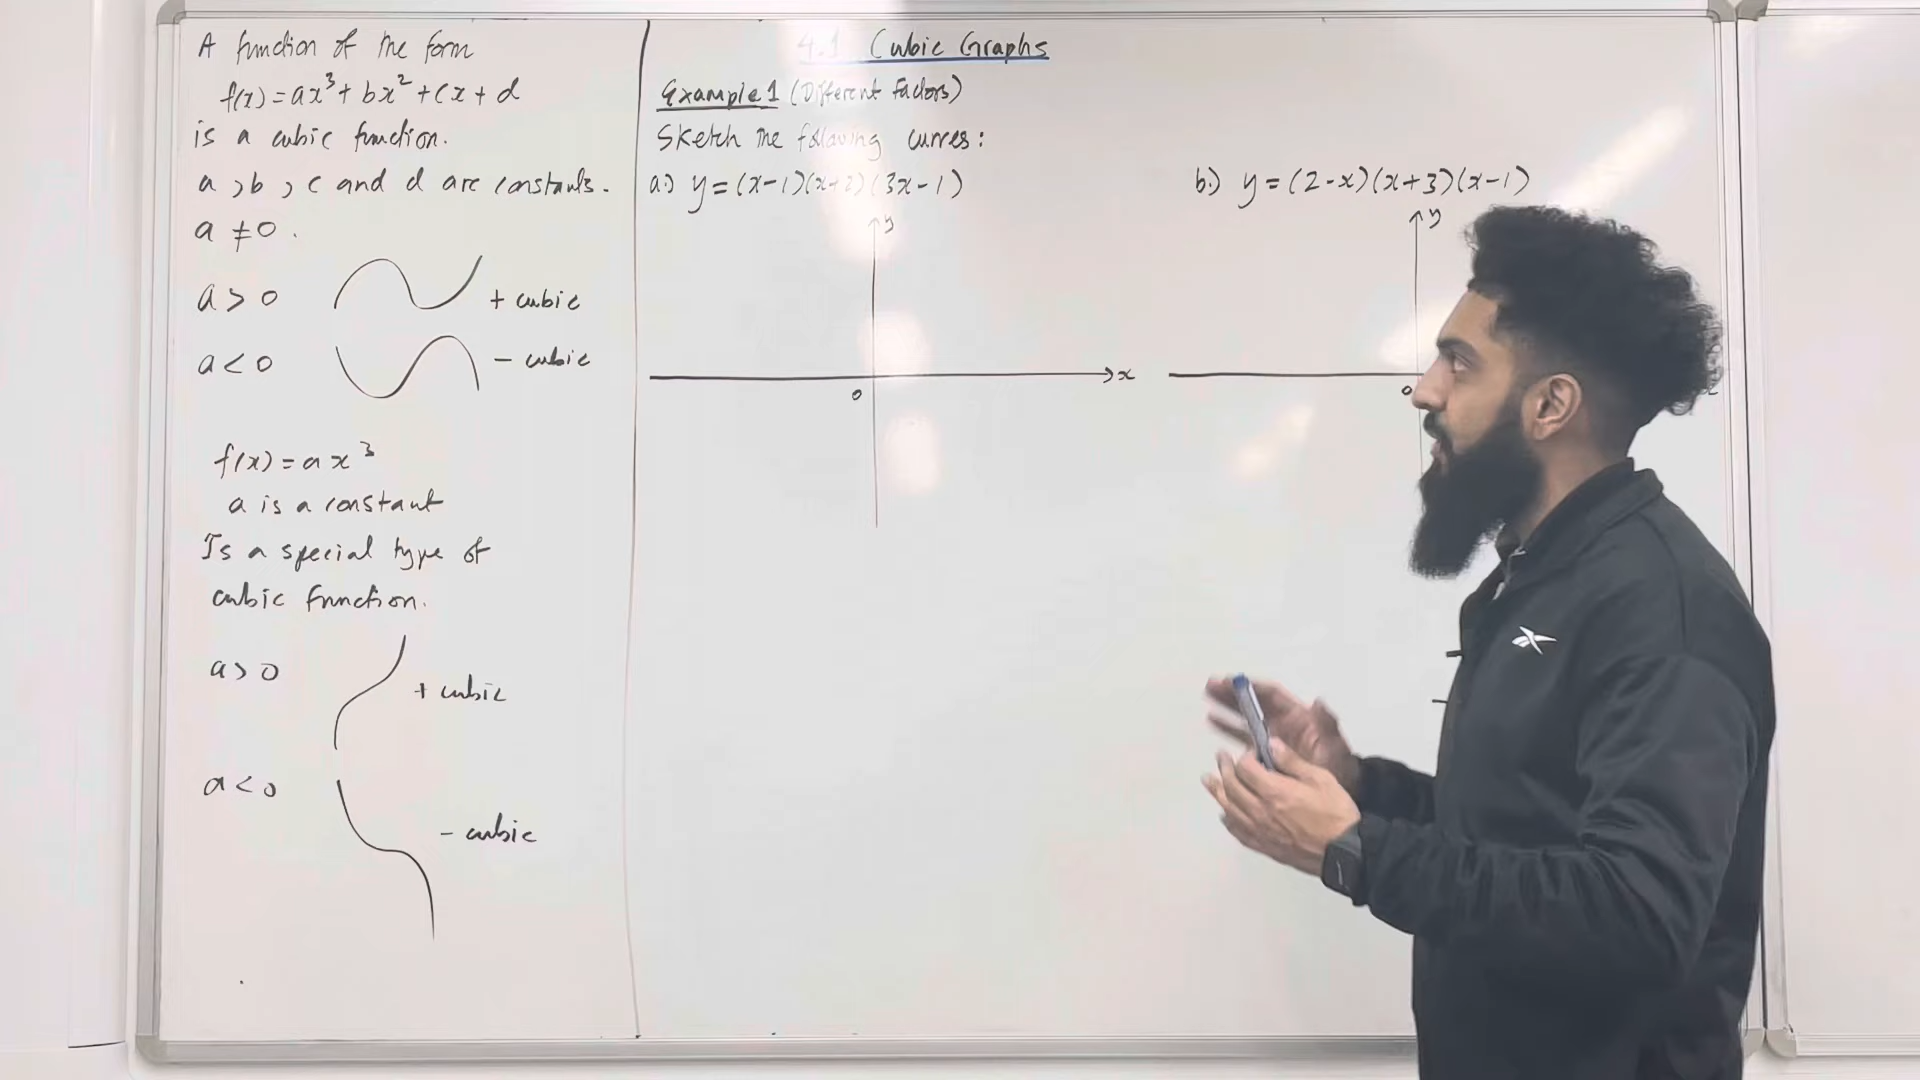 A function of the form
f(x) = ax³ + bx² + cx + d
is a cubic function.
a, b, c and d are constants.
a ≠ 0.
a > 0 + cubic
a < 0 - cubic
f(x) = ax³
a is a constant
Is a special type of
cubic function.
a > 0 + cubic
a < 0 - cubic
4.1 Cubic Graphs
Example 1 (Different Factors)
Sketch the following curves:
a.) y = (x-1)(x+2)(3x-1)
y
0 x
b.) y = (2-x)(x+3)(x-1)
y
0